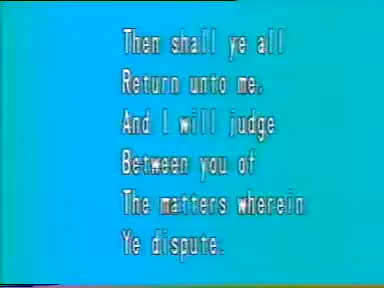 Then shall ye all
Return unto me,
And I will judge
Between you of
The matters wherein
Ye dispute.